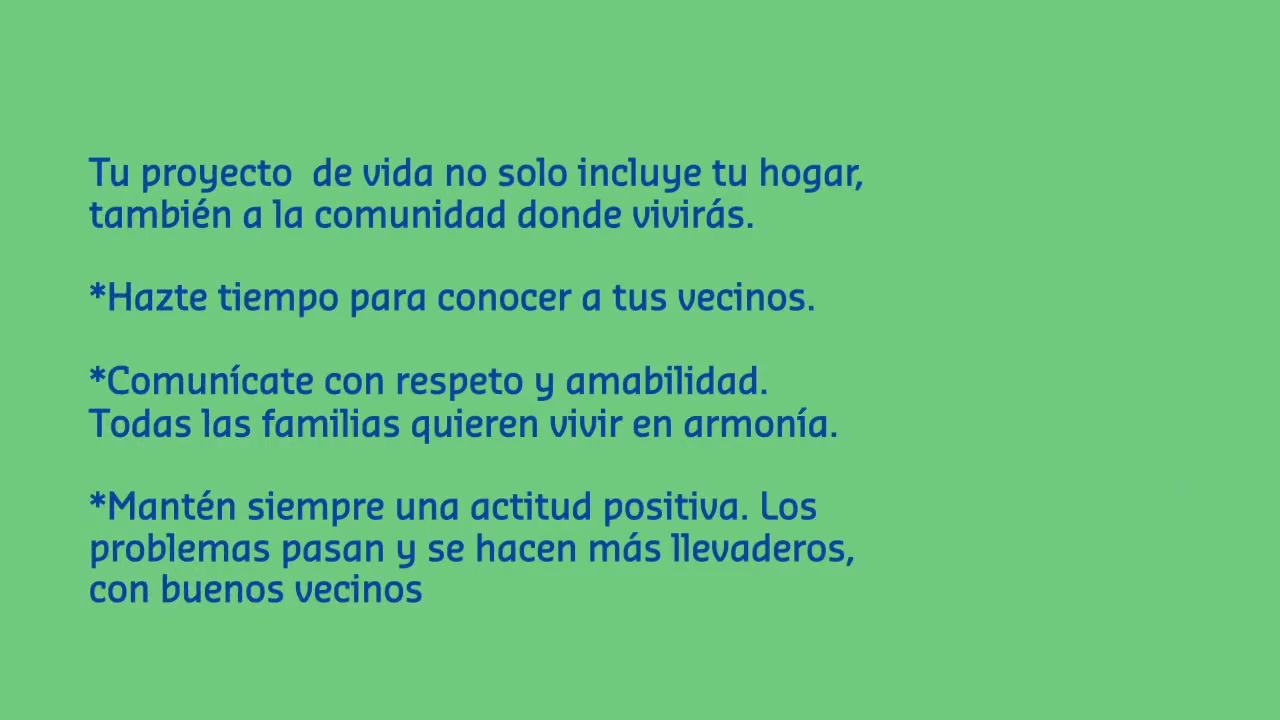 Tu proyecto  de vida no solo incluye tu hogar,
también a la comunidad donde vivirás.
*Hazte tiempo para conocer a tus vecinos.
*Comunícate con respeto y amabilidad.
Todas las familias quieren vivir en armonía.
*Mantén siempre una actitud positiva. Los
problemas pasan y se hacen más llevaderos,
con buenos vecinos